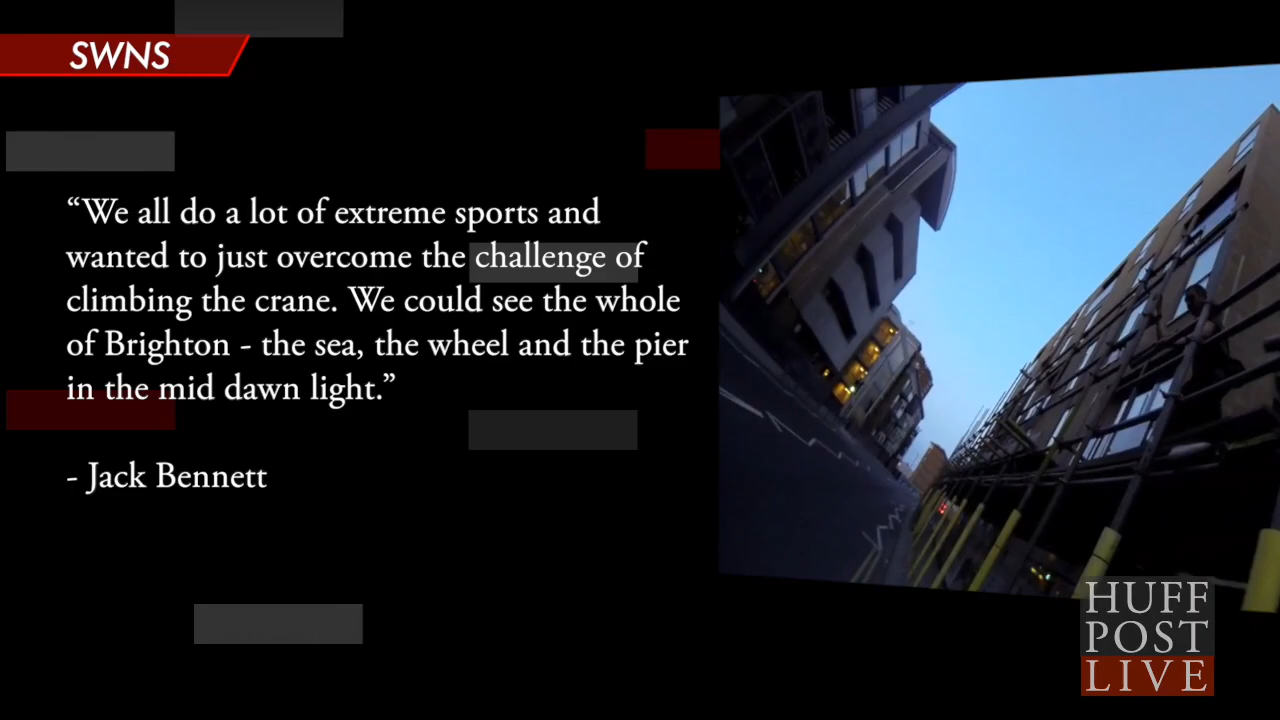 SWNS
“We all do a lot of extreme sports and
wanted to just overcome the challenge of
climbing the crane. We could see the whole
of Brighton - the sea, the wheel and the pier
in the mid dawn light.”
- Jack Bennett
HUFF
POST
LIVE